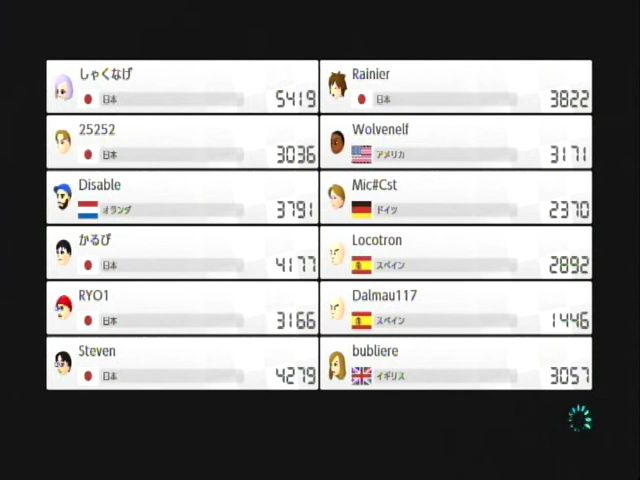 しゃくなげ
日本
5419
Rainier
日本
3822
25252
日本
3036
Wolvenelf
アメリカ
3171
Disable
オランダ
3791
Mic#Cst
ドイツ
2370
かるび
日本
4177
Locotron
スペイン
2892
RYO1
日本
3166
Dalmau117
スペイン
1446
Steven
日本
4279
bubliere
イギリス
3057